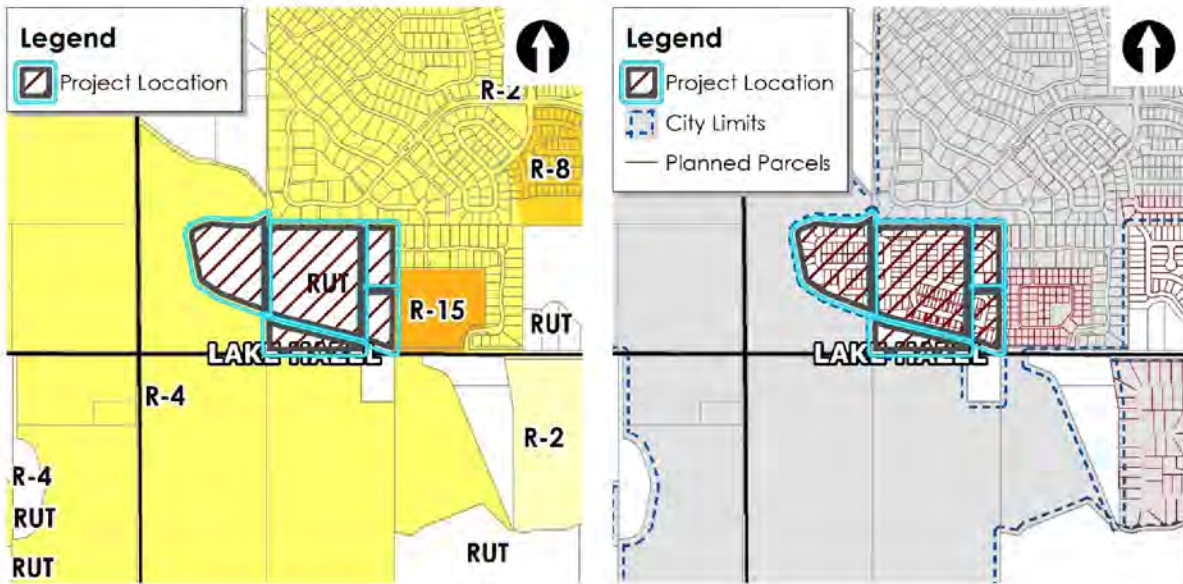 Legend
Project Location
R-2
R-8
RUT
R-15
RUT
LAKE HAZEL
R-4
R-2
R-4
RUT
RUT
RUT
Legend
Project Location
City Limits
Planned Parcels
LAKE HAZEL